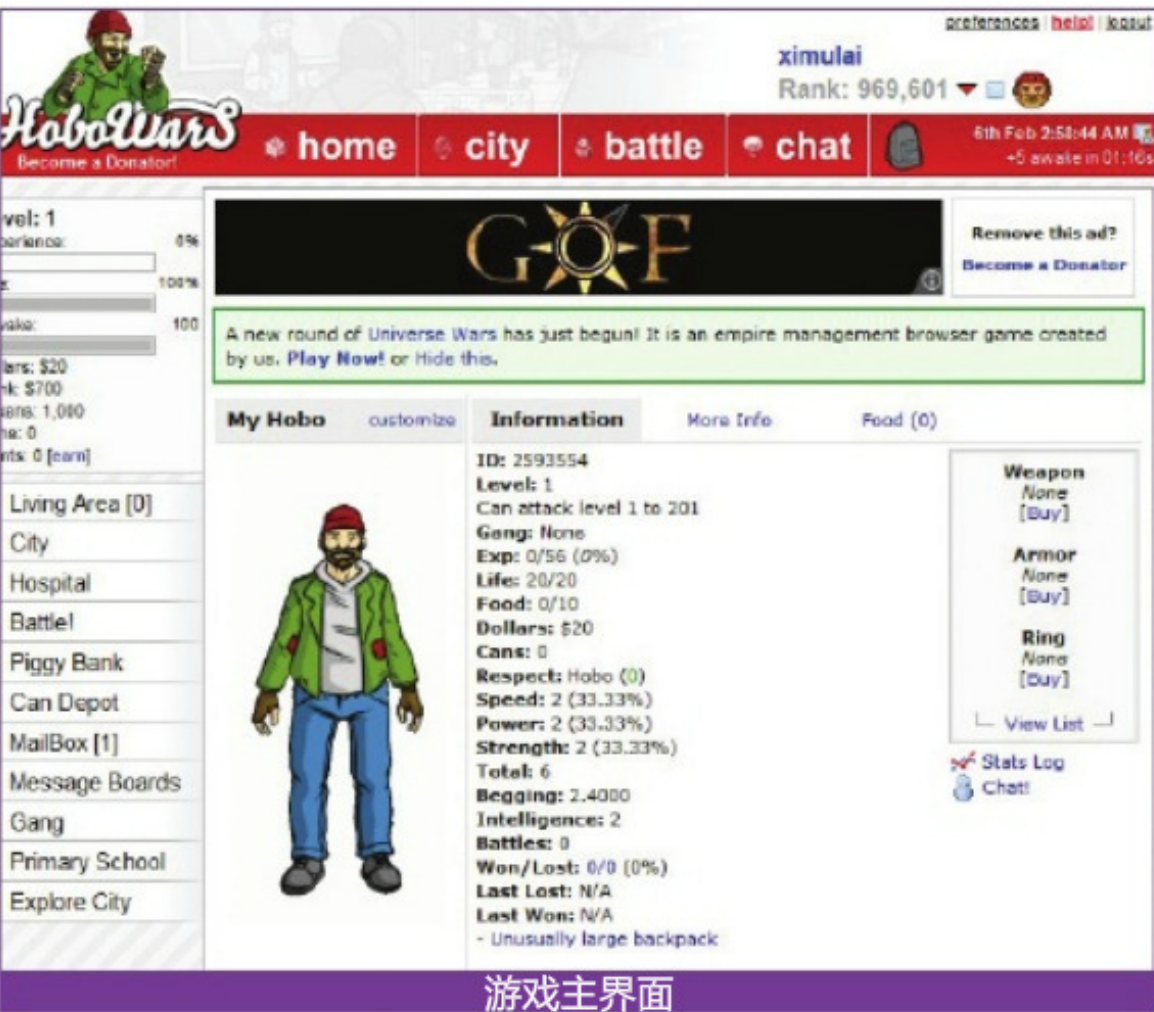 preferences | help! | logout
ximulai
Rank: 969,601
HoboWars
Become a Donator!
home
city
battle
chat
6th Feb 2:58:44 AM
+5 awake in 01:16s
vel: 1
perience: 0%
100%
wake: 100
lars: $20
nk: $700
kens: 1,000
me: 0
nts: 0 [earn]
GOF
Remove this ad?
Become a Donator
A new round of Universe Wars has just begun! It is an empire management browser game created
by us. Play Now! or Hide this.
My Hobo customize
Information More Info Food (0)
ID: 2593554
Level: 1
Can attack level 1 to 201
Gang: None
Exp: 0/56 (0%)
Life: 20/20
Food: 0/10
Dollars: $20
Cans: 0
Respect: Hobo (0)
Speed: 2 (33.33%)
Power: 2 (33.33%)
Strength: 2 (33.33%)
Total: 6
Begging: 2.4000
Intelligence: 2
Battles: 0
Won/Lost: 0/0 (0%)
Last Lost: N/A
Last Won: N/A
- Unusually large backpack
Weapon
None
[Buy]
Armor
None
[Buy]
Ring
None
[Buy]
View List
Stats Log
Chat!
Living Area [0]
City
Hospital
Battle!
Piggy Bank
Can Depot
MailBox [1]
Message Boards
Gang
Primary School
Explore City
游戏主界面